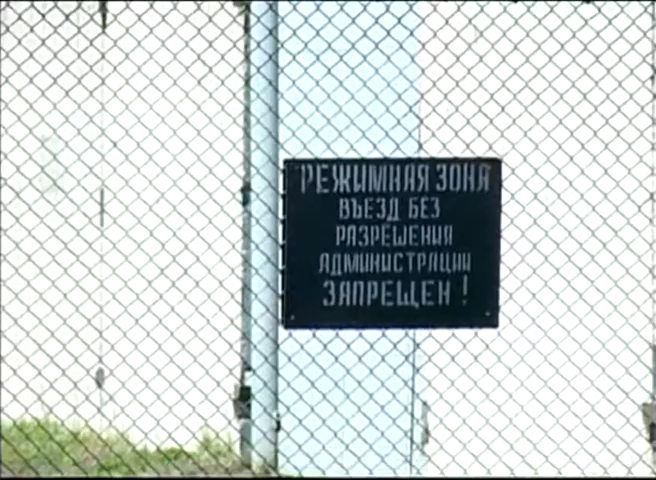 РЕЖИМНАЯ ЗОНА
ВЪЕЗД БЕЗ
РАЗРЕШЕНИЯ
АДМИНИСТРАЦИИ
ЗАПРЕЩЕН!